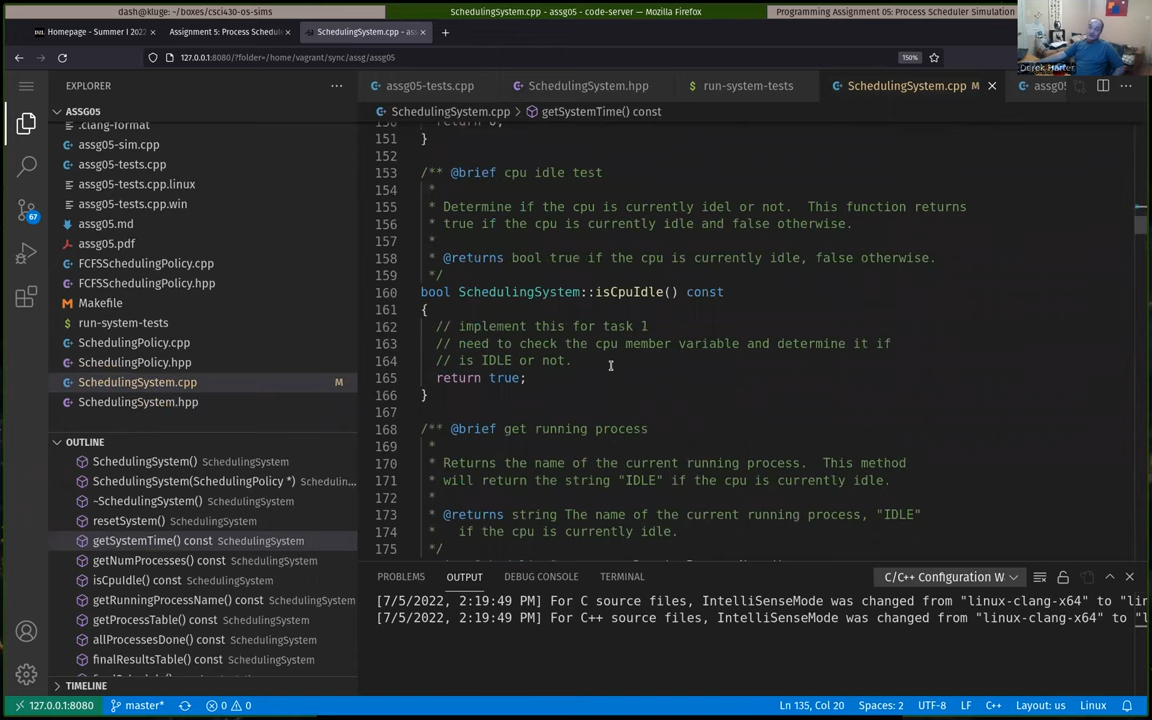 dash@kluge: ~/boxes/csci430-os-sims
SchedulingSystem.cpp - assg05 - code-server — Mozilla Firefox
Programming Assignment 05: Process Scheduler Simulation
Homepage - Summer I 2022
Assignment 5: Process Schedule
SchedulingSystem.cpp - ass
127.0.0.1:8080/?folder=/home/vagrant/sync/assg/assg05
150%
Derek Harter
EXPLORER
assg05-tests.cpp
SchedulingSystem.hpp
run-system-tests
SchedulingSystem.cpp M
assg0
ASSG05
SchedulingSystem.cpp > getSystemTime() const
.clang-format
assg05-sim.cpp
assg05-tests.cpp
assg05-tests.cpp.linux
assg05-tests.cpp.win
assg05.md
assg05.pdf
FCFSSchedulingPolicy.cpp
FCFSSchedulingPolicy.hpp
Makefile
run-system-tests
SchedulingPolicy.cpp
SchedulingPolicy.hpp
SchedulingSystem.cpp M
SchedulingSystem.hpp
67
150 return 0;
151 }
152
153 /** @brief cpu idle test
154 *
155 * Determine if the cpu is currently idel or not.  This function returns
156 * true if the cpu is currently idle and false otherwise.
157 *
158 * @returns bool true if the cpu is currently idle, false otherwise.
159 */
160 bool SchedulingSystem::isCpuIdle() const
161 {
162 // implement this for task 1
163 // need to check the cpu member variable and determine it if
164 // is IDLE or not.
165 return true;
166 }
167
168 /** @brief get running process
169 *
170 * Returns the name of the current running process.  This method
171 * will return the string "IDLE" if the cpu is currently idle.
172 *
173 * @returns string The name of the current running process, "IDLE"
174 *   if the cpu is currently idle.
175 */
OUTLINE
SchedulingSystem() SchedulingSystem
SchedulingSystem(SchedulingPolicy *) Schedulin...
~SchedulingSystem() SchedulingSystem
resetSystem() SchedulingSystem
getSystemTime() const SchedulingSystem
getNumProcesses() const SchedulingSystem
isCpuIdle() const SchedulingSystem
getRunningProcessName() const SchedulingSystem
getProcessTable() const SchedulingSystem
allProcessesDone() const SchedulingSystem
finalResultsTable() const SchedulingSystem
TIMELINE
PROBLEMS
OUTPUT
DEBUG CONSOLE
TERMINAL
C/C++ Configuration W
[7/5/2022, 2:19:49 PM] For C source files, IntelliSenseMode was changed from "linux-clang-x64" to "lin
[7/5/2022, 2:19:49 PM] For C++ source files, IntelliSenseMode was changed from "linux-clang-x64" to "l
127.0.0.1:8080
master*
0
0
Ln 135, Col 20
Spaces: 2
UTF-8
LF
C++
Layout: us
Linux